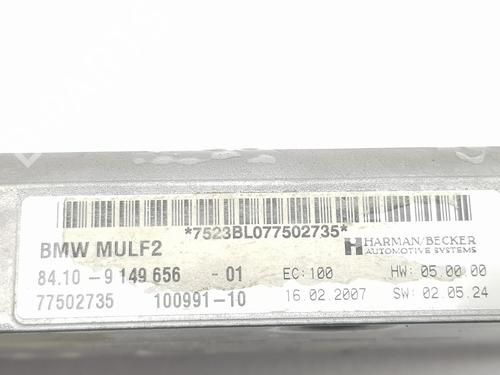 *7523BL077502735*
BMW MULF2 HARMAN/BECKER
AUTOMOTIVE SYSTEMS
84.10-9 149 656 -01 EC:100 HW: 05.00.00
77502735 100991-10 16.02.2007 SW: 02.05.24